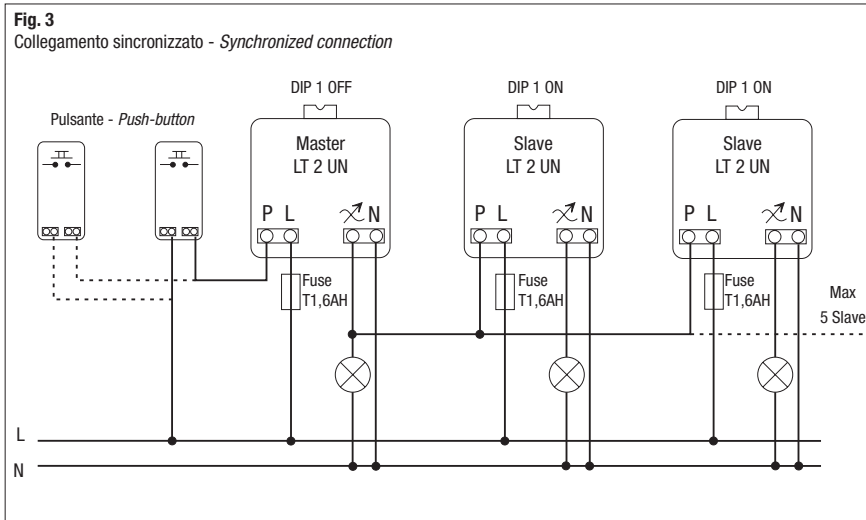 Fig. 3
Collegamento sincronizzato - Synchronized connection
DIP 1 OFF
DIP 1 ON
DIP 1 ON
Pulsante - Push-button
Master
LT 2 UN
Slave
LT 2 UN
Slave
LT 2 UN
P L N
P L N
P L N
Fuse
T1,6AH
Fuse
T1,6AH
Fuse
T1,6AH
Max
5 Slave
L
N